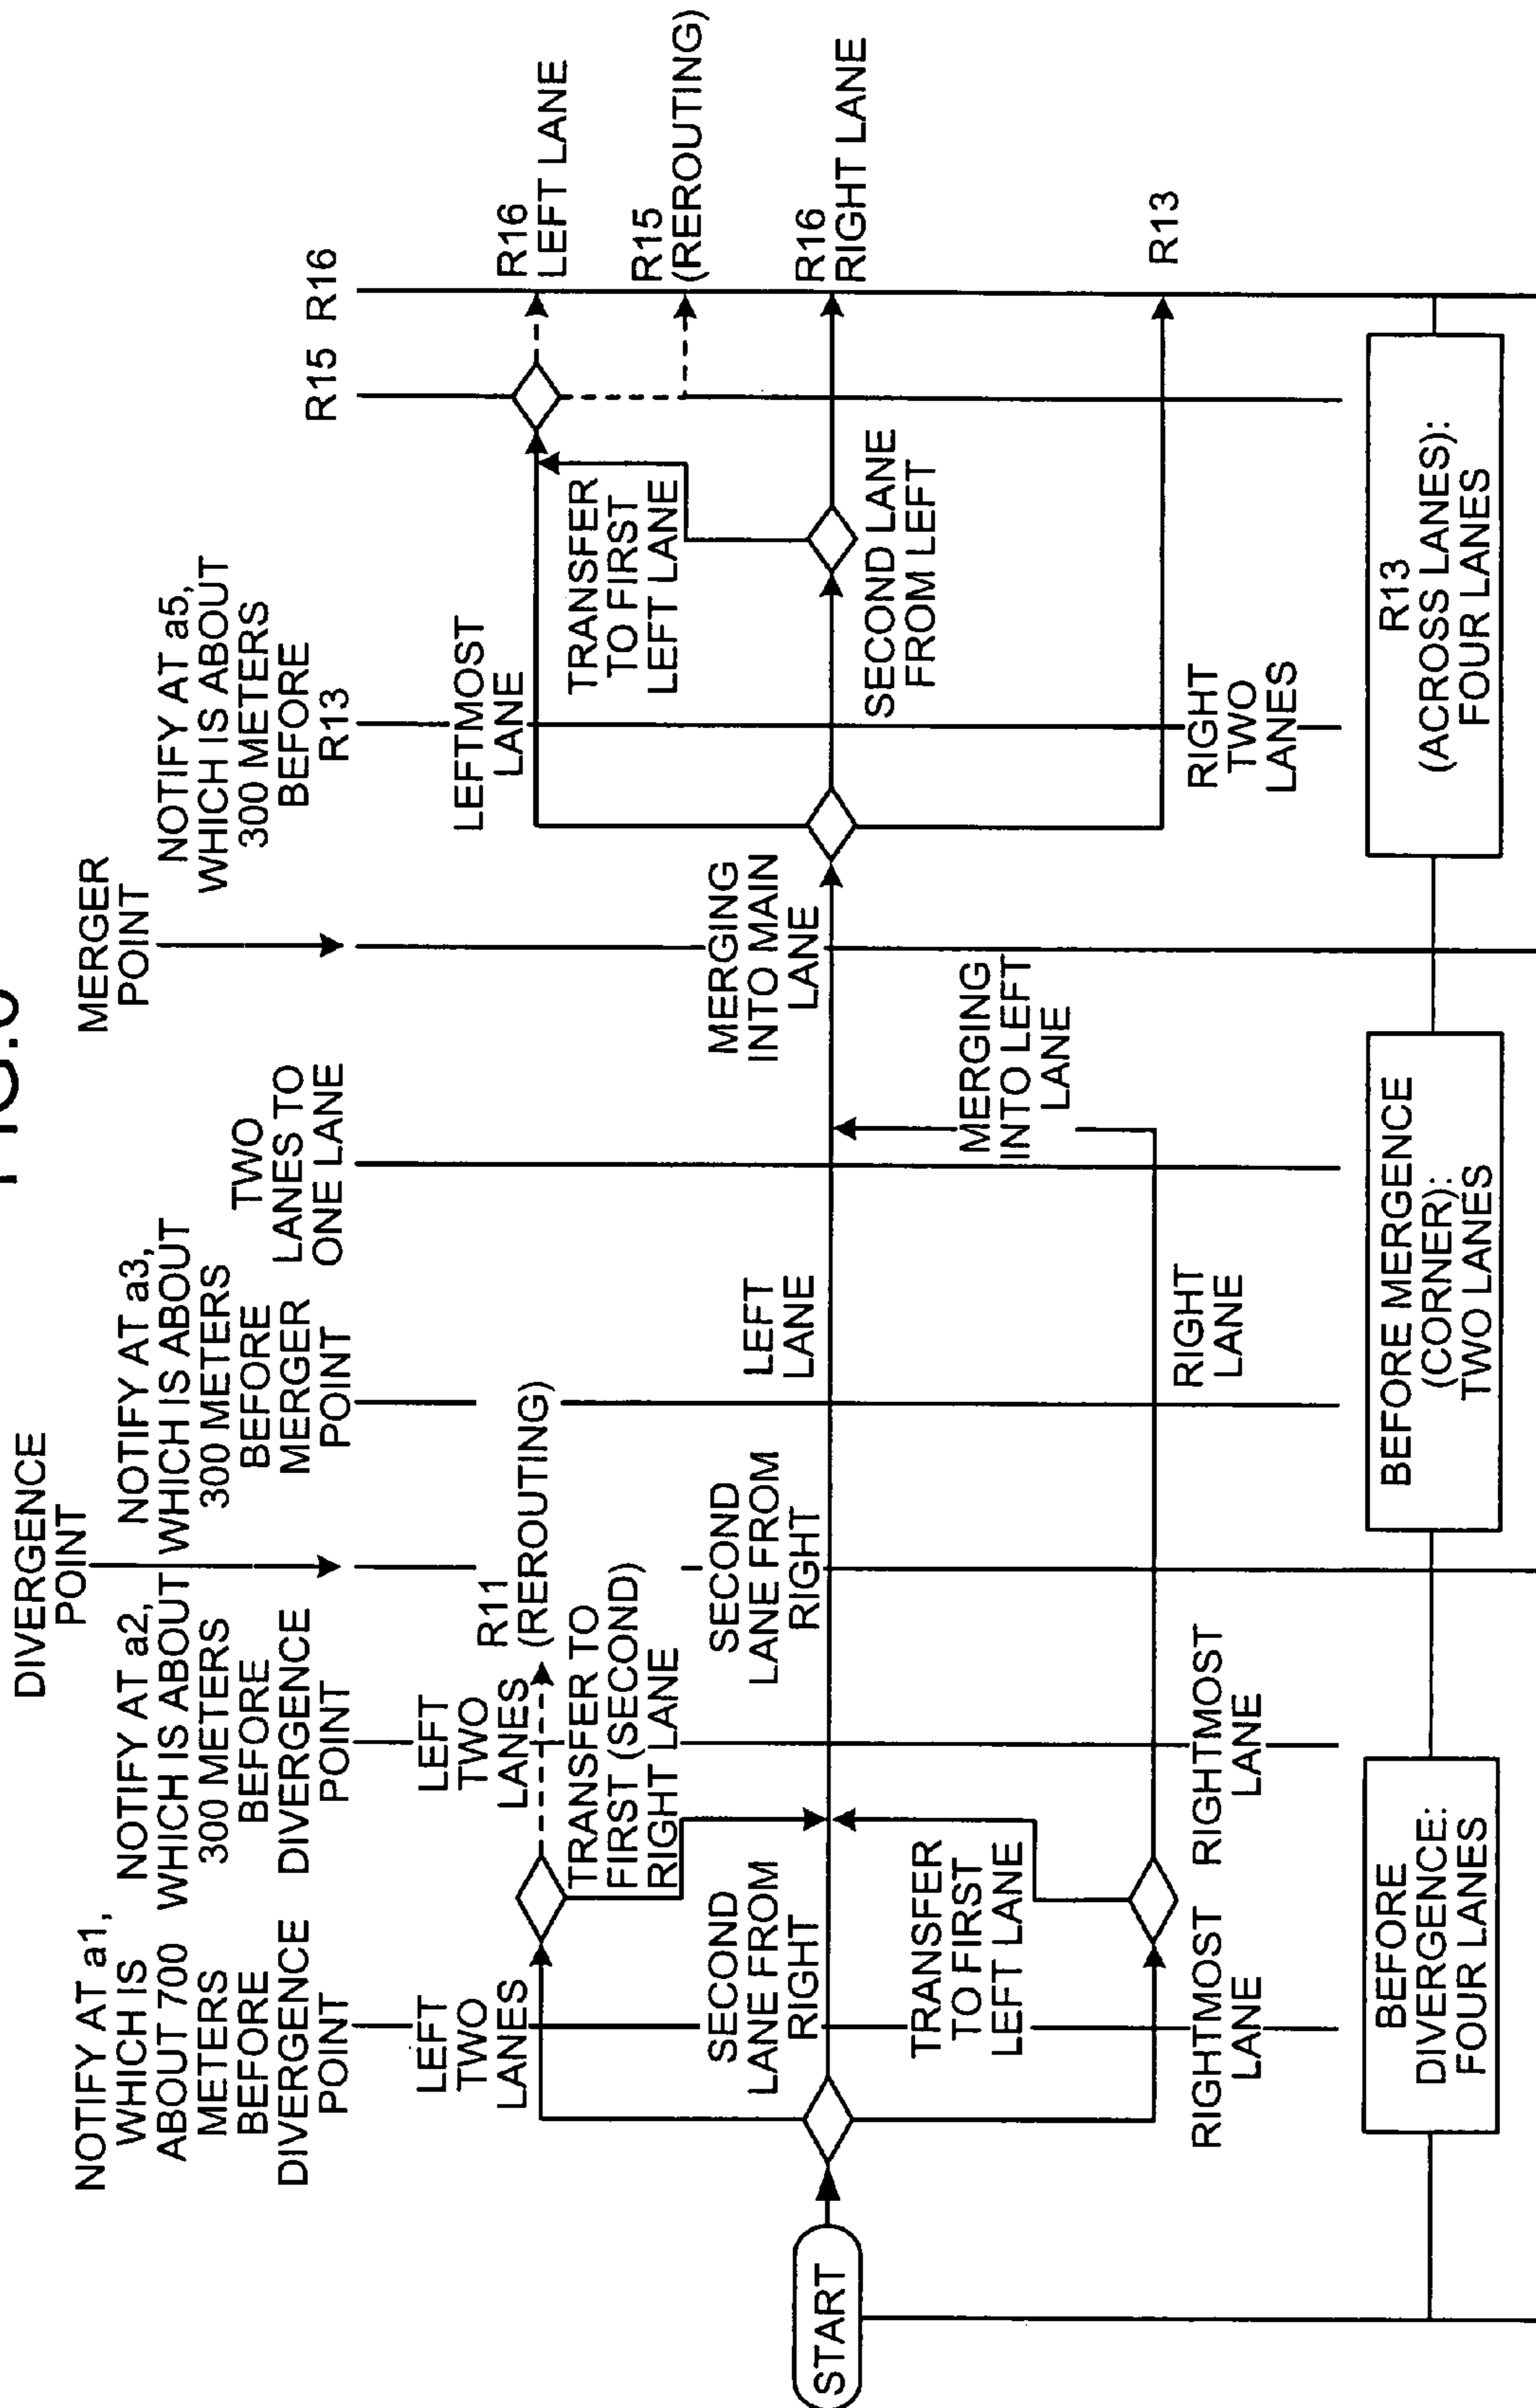 DIVERGENCE
POINT
MERGER
POINT
NOTIFY AT a1,
WHICH IS
ABOUT 700
METERS
BEFORE
DIVERGENCE
POINT
NOTIFY AT a2,
WHICH IS ABOUT
300 METERS
BEFORE
DIVERGENCE
POINT
NOTIFY AT a3,
WHICH IS ABOUT
300 METERS
BEFORE
MERGER
POINT
TWO
LANES TO
ONE LANE
NOTIFY AT a5,
WHICH IS ABOUT
300 METERS
BEFORE
R13
R15
R16
LEFT
TWO
LANES
LEFT
TWO
LANES
R11
(REROUTING)
LEFTMOST
LANE
R16
LEFT LANE
TRANSFER TO
FIRST (SECOND)
RIGHT LANE
TRANSFER
TO FIRST
LEFT LANE
R15
(REROUTING)
START
SECOND
LANE FROM
RIGHT
SECOND
LANE FROM
RIGHT
LEFT
LANE
MERGING
INTO MAIN
LANE
SECOND LANE
FROM LEFT
R16
RIGHT LANE
TRANSFER
TO FIRST
LEFT LANE
MERGING
INTO LEFT
LANE
RIGHTMOST
LANE
RIGHTMOST
LANE
RIGHT
LANE
RIGHT
TWO
LANES
R13
BEFORE
DIVERGENCE:
FOUR LANES
BEFORE MERGENCE
(CORNER):
TWO LANES
R13
(ACROSS LANES):
FOUR LANES